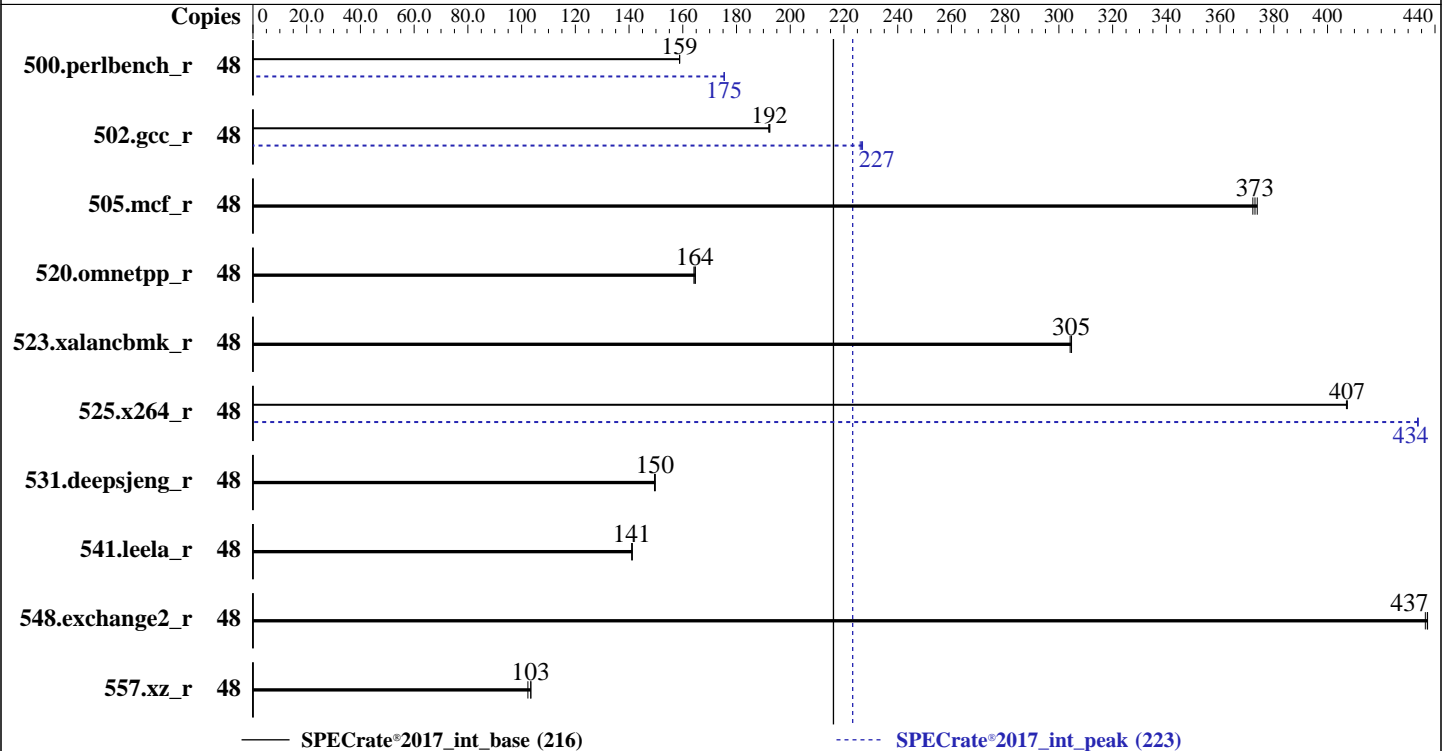 Copies 0 20.0 40.0 60.0 80.0 100 120 140 160 180 200 220 240 260 280 300 320 340 360 380 400 440
500.perlbench_r 48 159
175
502.gcc_r 48 192
227
505.mcf_r 48 373
520.omnetpp_r 48 164
523.xalancbmk_r 48 305
525.x264_r 48 407
434
531.deepsjeng_r 48 150
541.leela_r 48 141
548.exchange2_r 48 437
557.xz_r 48 103
SPECrate®2017_int_base (216) SPECrate®2017_int_peak (223)